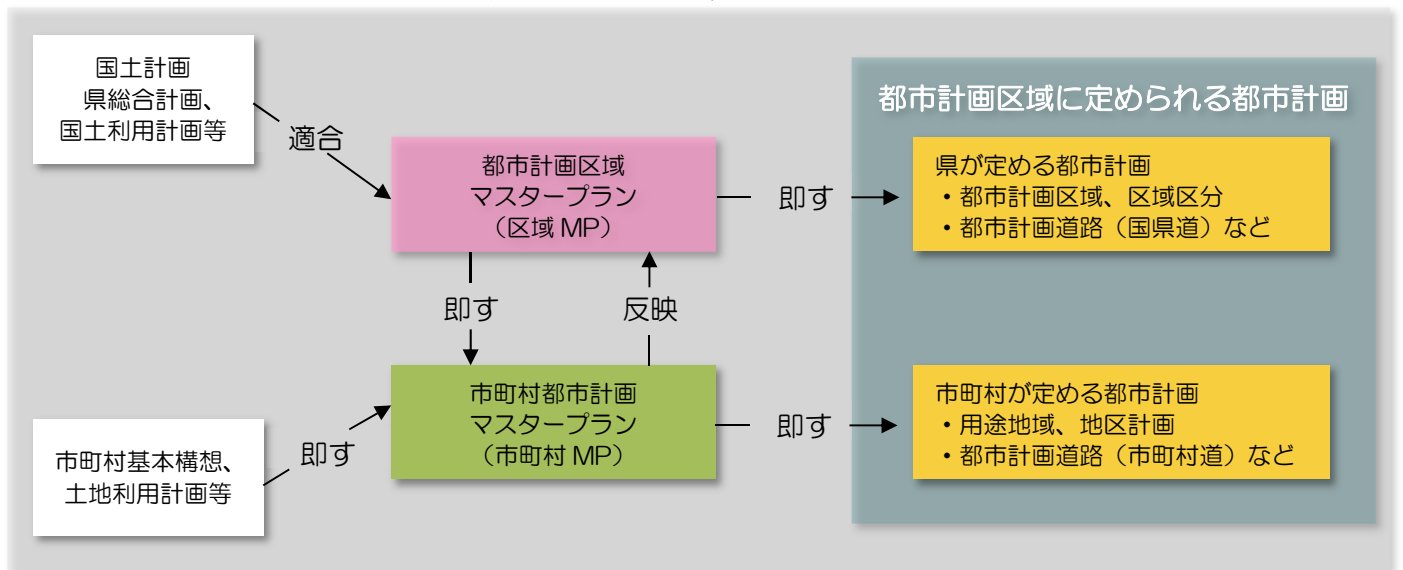 国土計画
県総合計画、
国土利用計画等
適合
都市計画区域
マスタープラン
（区域 MP）
即す
都市計画区域に定められる都市計画
県が定める都市計画
・都市計画区域、区域区分
・都市計画道路（国県道）など
即す
反映
市町村基本構想、
土地利用計画等
即す
市町村都市計画
マスタープラン
（市町村 MP）
即す
市町村が定める都市計画
・用途地域、地区計画
・都市計画道路（市町村道）など